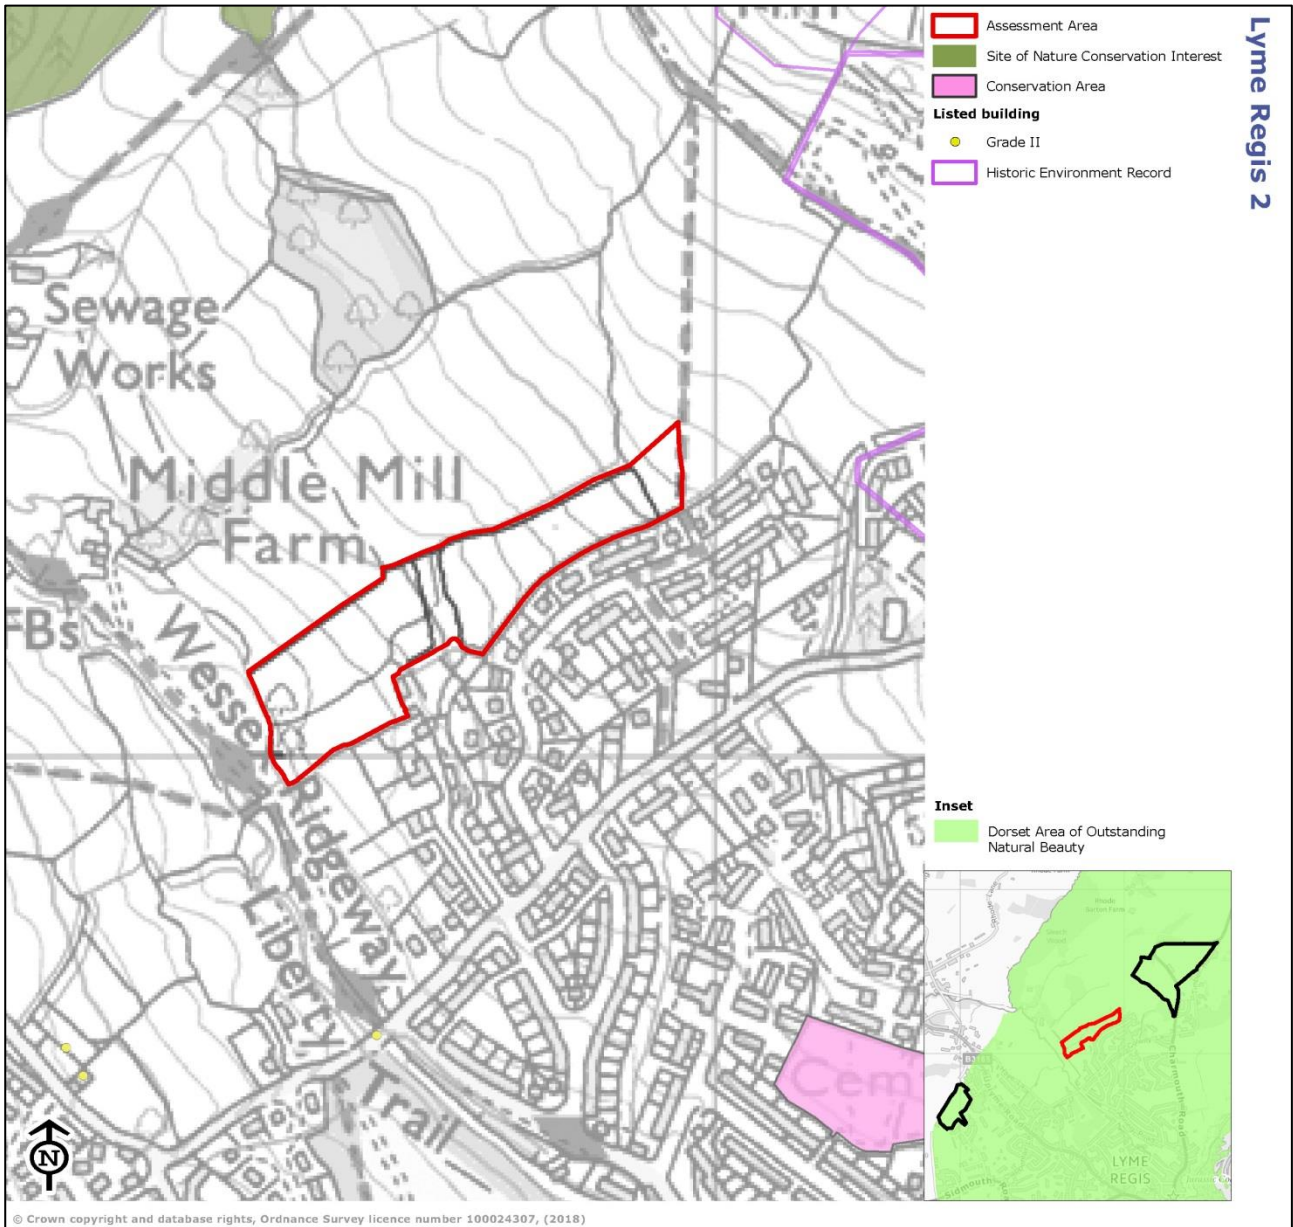 Lyme Regis 2
Assessment Area
Site of Nature Conservation Interest
Conservation Area
Listed building
Grade II
Historic Environment Record
Sewage
Works
Middle Mill
Farm
FBs
Wessex Ridgeway
Liberty Trail
Cem
Inset
Dorset Area of Outstanding
Natural Beauty
Charmouth Road
LYME
REGIS
N
© Crown copyright and database rights, Ordnance Survey licence number 100024307, (2018)